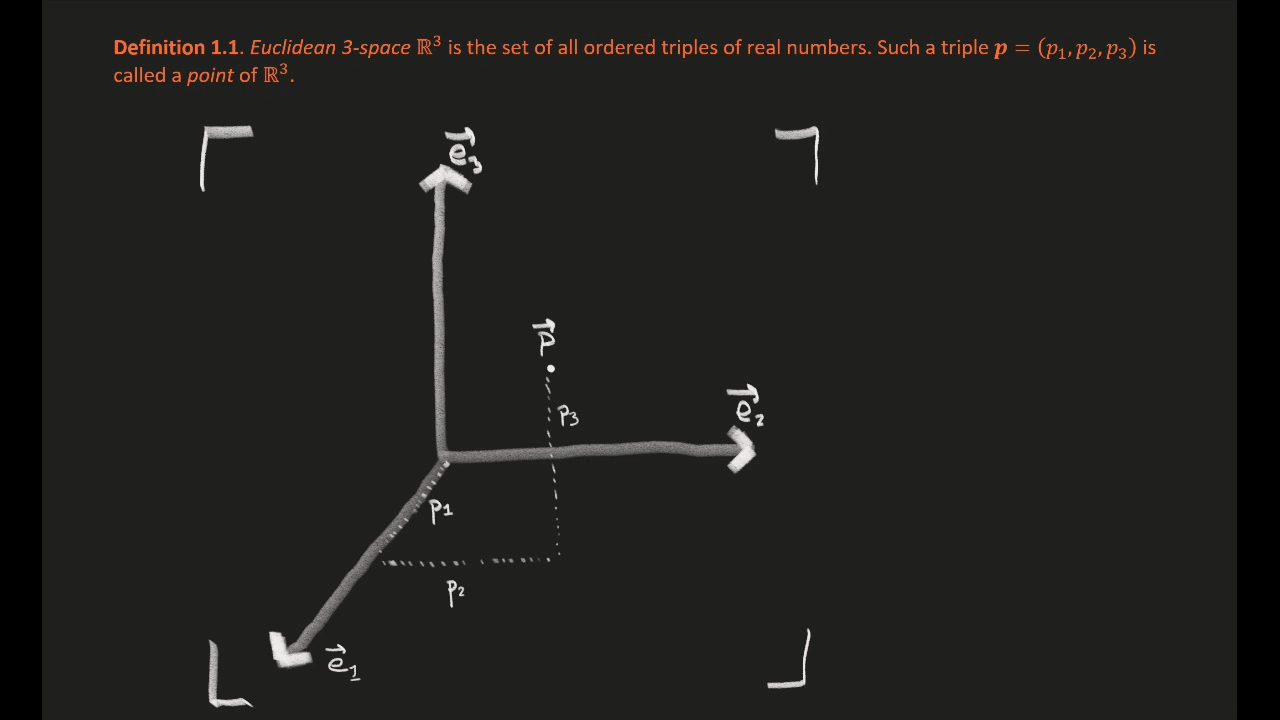 Definition 1.1. Euclidean 3-space ℝ³ is the set of all ordered triples of real numbers. Such a triple p = (p₁, p₂, p₃) is
called a point of ℝ³.
e⃗₃
p⃗
e⃗₂
p₃
p₁
p₂
e⃗₁